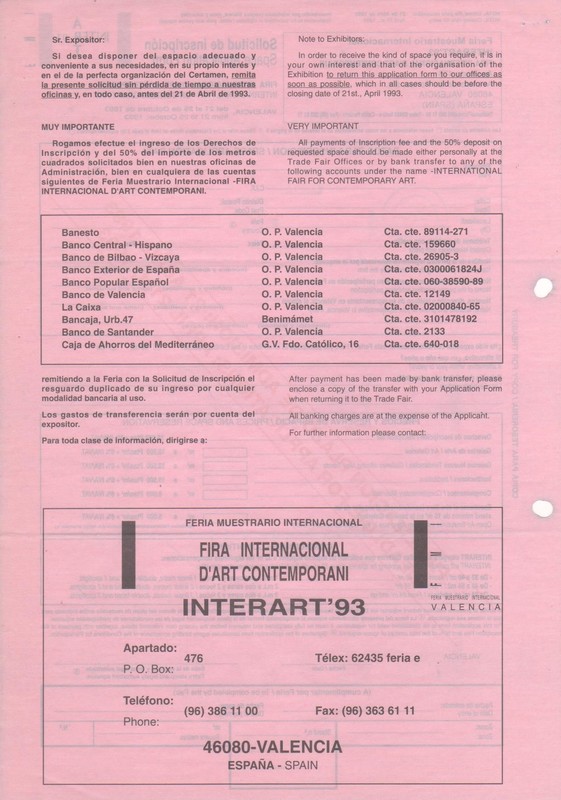 Sr. Expositor:
Si desea disponer del espacio adecuado y
conveniente a sus necesidades, en su propio interés y
en el de la perfecta organización del Certamen, remita
la presente solicitud sin pérdida de tiempo a nuestras
oficinas y, en todo caso, antes del 21 de Abril de 1993.
MUY IMPORTANTE
Rogamos efectue el ingreso de los Derechos de
Inscripción y del 50% del importe de los metros
cuadrados solicitados bien en nuestras oficinas de
Administración, bien en cualquiera de las cuentas
siguientes de Feria Muestrario Internacional -FIRA
INTERNACIONAL D'ART CONTEMPORANI.
Note to Exhibitors:
In order to receive the kind of space you require, it is in
your own interest and that of the organisation of the
Exhibition to return this application form to our offices as
soon as possible, which in all cases should be before the
closing date of 21st., April 1993.
VERY IMPORTANT
All payments of Inscription fee and the 50% deposit on
requested space should be made either personally at the
Trade Fair Offices or by bank transfer to any of the
following accounts under the name -INTERNATIONAL
FAIR FOR CONTEMPORARY ART.
Banesto O. P. Valencia Cta. cte. 89114-271
Banco Central - Hispano O. P. Valencia Cta. cte. 159660
Banco de Bilbao - Vizcaya O. P. Valencia Cta. cte. 26905-3
Banco Exterior de España O. P. Valencia Cta. cte. 0300061824J
Banco Popular Español O. P. Valencia Cta. cte. 060-38590-89
Banco de Valencia O. P. Valencia Cta. cte. 12149
La Caixa O. P. Valencia Cta. cte. 02000840-65
Bancaja, Urb.47 Benimámet Cta. cte. 3101478192
Banco de Santander O. P. Valencia Cta. cte. 2133
Caja de Ahorros del Mediterráneo G.V. Fdo. Católico, 16 Cta. cte. 640-018
remitiendo a la Feria con la Solicitud de Inscripción el
resguardo duplicado de su ingreso por cualquier
modalidad bancaria al uso.
Los gastos de transferencia serán por cuenta del
expositor.
Para toda clase de información, dirigirse a:
After payment has been made by bank transfer, please
enclose a copy of the transfer with your Application Form
when returning it to the Trade Fair.
All banking charges are at the expense of the Applicaht.
For further information please contact:
FERIA MUESTRARIO INTERNACIONAL
FIRA INTERNACIONAL
D'ART CONTEMPORANI
INTERART'93
FERIA MUESTRARIO INTERNACIONAL
VALENCIA
Apartado: 476 Télex: 62435 feria e
P. O. Box:
Teléfono: (96) 386 11 00 Fax: (96) 363 61 11
Phone:
46080-VALENCIA
ESPAÑA - SPAIN